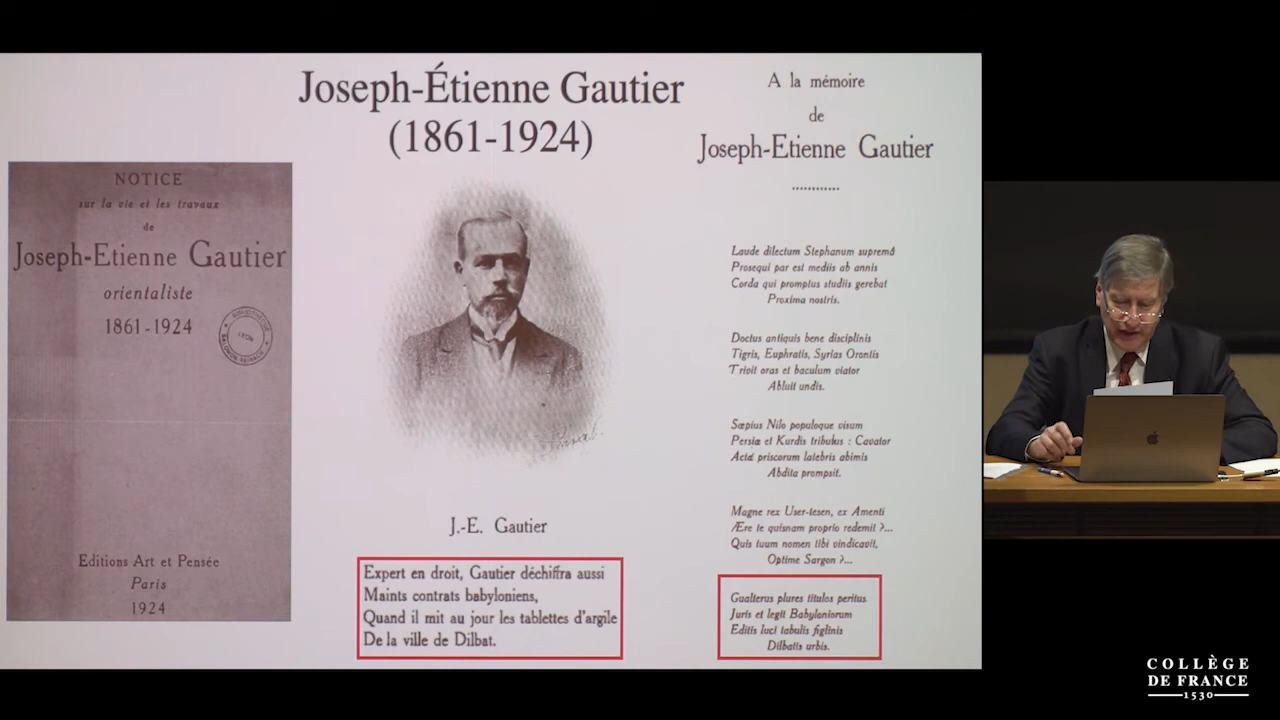 Joseph-Étienne Gautier
(1861-1924)
NOTICE
sur la vie et les travaux
de
Joseph-Etienne Gautier
orientaliste
1861-1924
BIBLIOTHÈQUE
LYON
SALOMON REINACH
Editions Art et Pensée
Paris
1924
J.-E. Gautier
Expert en droit, Gautier déchiffra aussi
Maints contrats babyloniens,
Quand il mit au jour les tablettes d'argile
De la ville de Dilbat.
A la mémoire
de
Joseph-Etienne Gautier
............
Laude dilectum Stephanum supremâ
Prosequi par est mediis ab annis
Corda qui promptus studiis gerebat
Proxima nostris.
Doctus antiquis bene disciplinis
Tigris, Euphratis, Syrias Orontis
Trivit oras et baculum viator
Abluit undis.
Sæpius Nilo populoque visum
Persiæ et Kurdis tribubus : Cavator
Acta priscorum latebris abimis
Abdita prompsit.
Magne rex User-tesen, ex Amenti
Ære te quisnam proprio redemit ?...
Quis tuum nomen tibi vindicavit,
Optime Sargon ?...
Gualterus plures titulos peritus
Juris et legit Babyloniorum
Editis luci tabulis figlinis
Dilbatis urbis.
COLLÈGE
DE FRANCE
1530